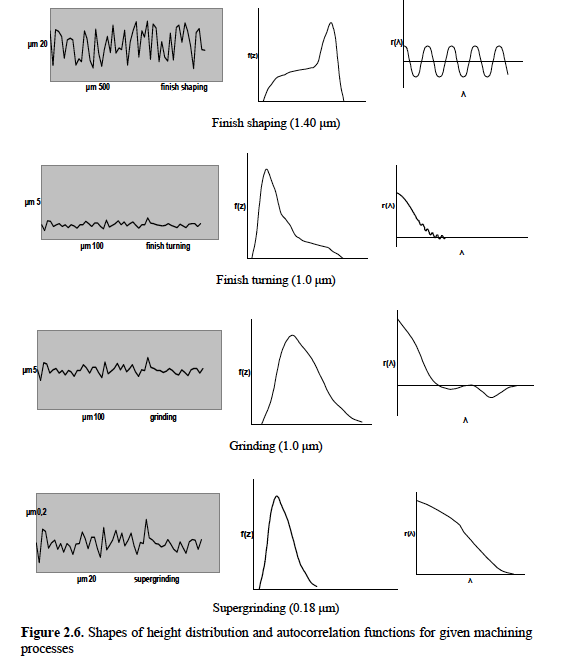 µm 20
f(z)
r(Λ)
µm 500 finish shaping
Λ
Finish shaping (1.40 µm)
µm 5
f(z)
r(Λ)
µm 100 finish turning
Λ
Finish turning (1.0 µm)
µm5
f(z)
r(Λ)
µm 100 grinding
Λ
Grinding (1.0 µm)
µm0,2
f(z)
r(Λ)
µm 20 supergrinding
Λ
Supergrinding (0.18 µm)
Figure 2.6. Shapes of height distribution and autocorrelation functions for given machining
processes